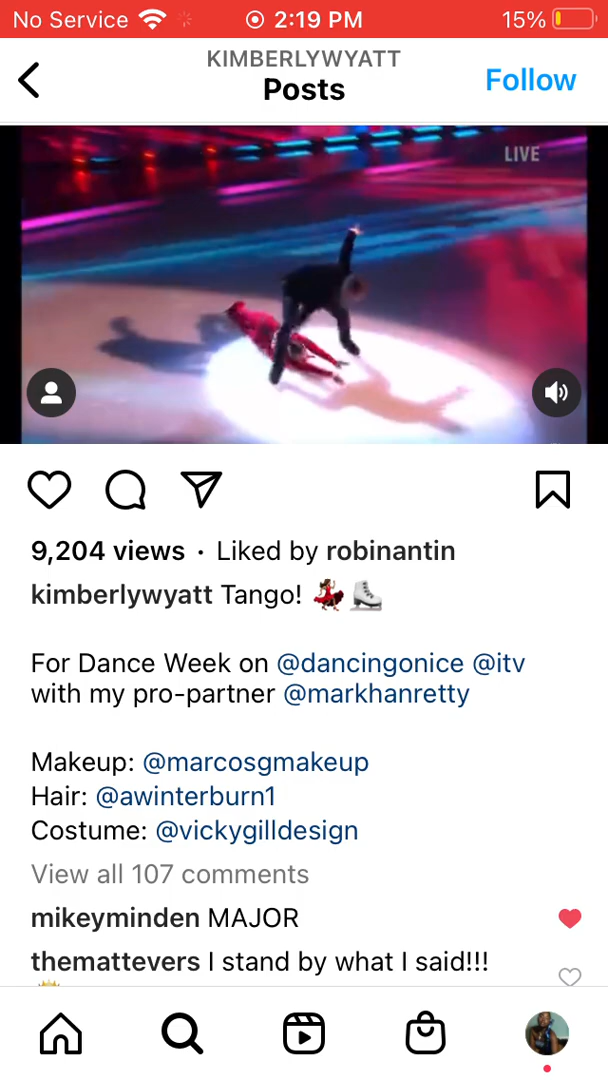 No Service 2:19 PM 15%
KIMBERLYWYATT
Posts
Follow
LIVE
9,204 views · Liked by robinantin
kimberlywyatt Tango! 💃⛸️
For Dance Week on @dancingonice @itv
with my pro-partner @markhanretty
Makeup: @marcosgmakeup
Hair: @awinterburn1
Costume: @vickygilldesign
View all 107 comments
mikeyminden MAJOR
themattevers I stand by what I said!!!